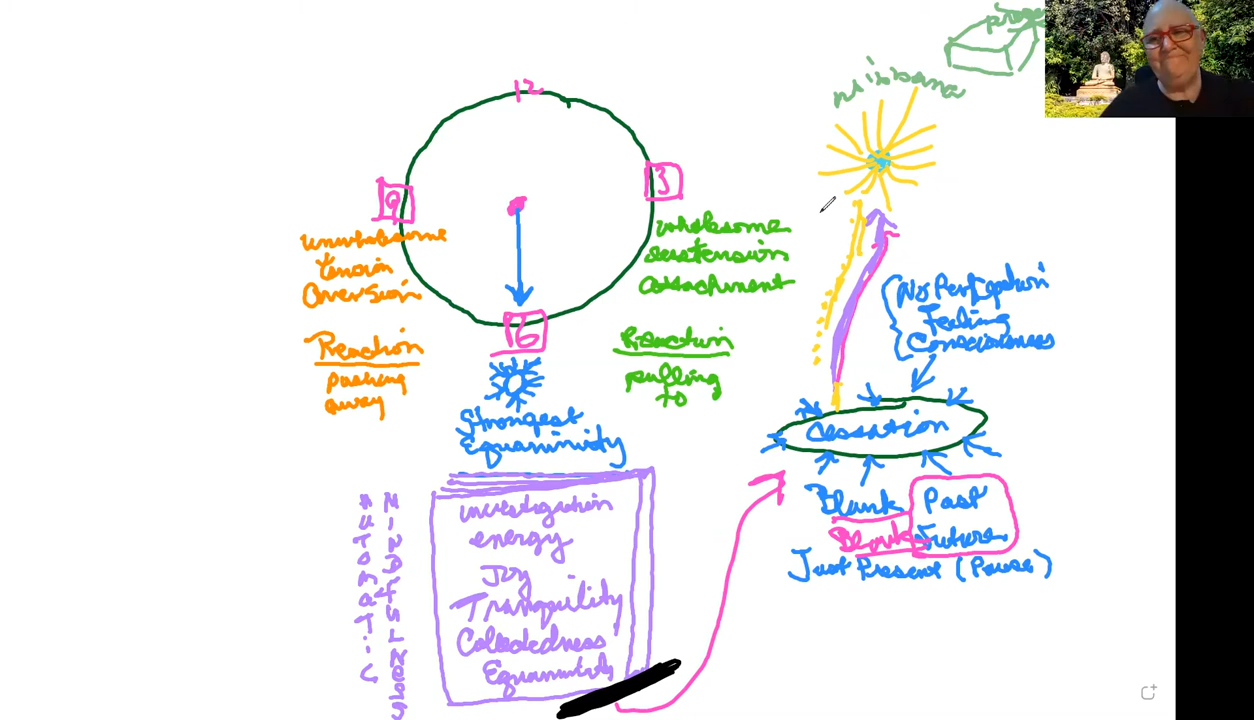 12
nibbana
9
3
unwholesome
Tension
Aversion
Reaction
pushing
away
wholesome
attachment
Reaction
pulling
to
6
Strongest
Equanimity
AUTOMATIC
MINDFULNESS
investigation
energy
Joy
Tranquility
Collectedness
Equanimity
No Perception
Feeling
Consciousness
Cessation
Blank Past
Blank Future
Just Present (Pause)